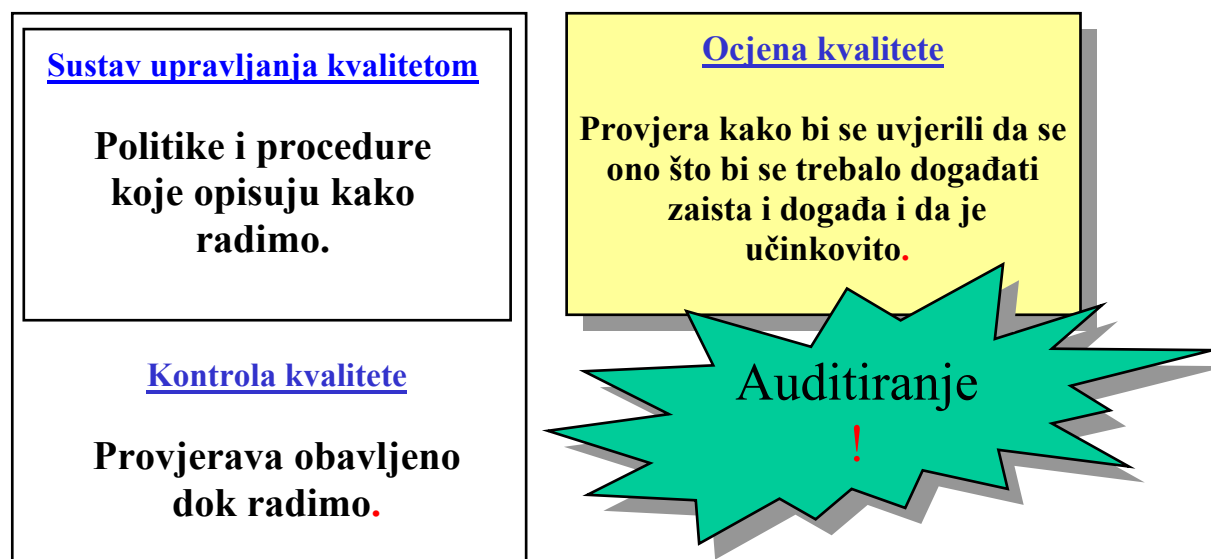 Sustav upravljanja kvalitetom
Politike i procedure
koje opisuju kako
radimo.
Kontrola kvalitete
Provjerava obavljeno
dok radimo.
Ocjena kvalitete
Provjera kako bi se uvjerili da se
ono što bi se trebalo događati
zaista i događa i da je
učinkovito.
Auditiranje
!